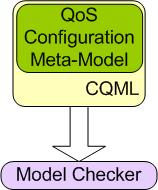 QoS
Configuration
Meta-Model
CQML
Model Checker